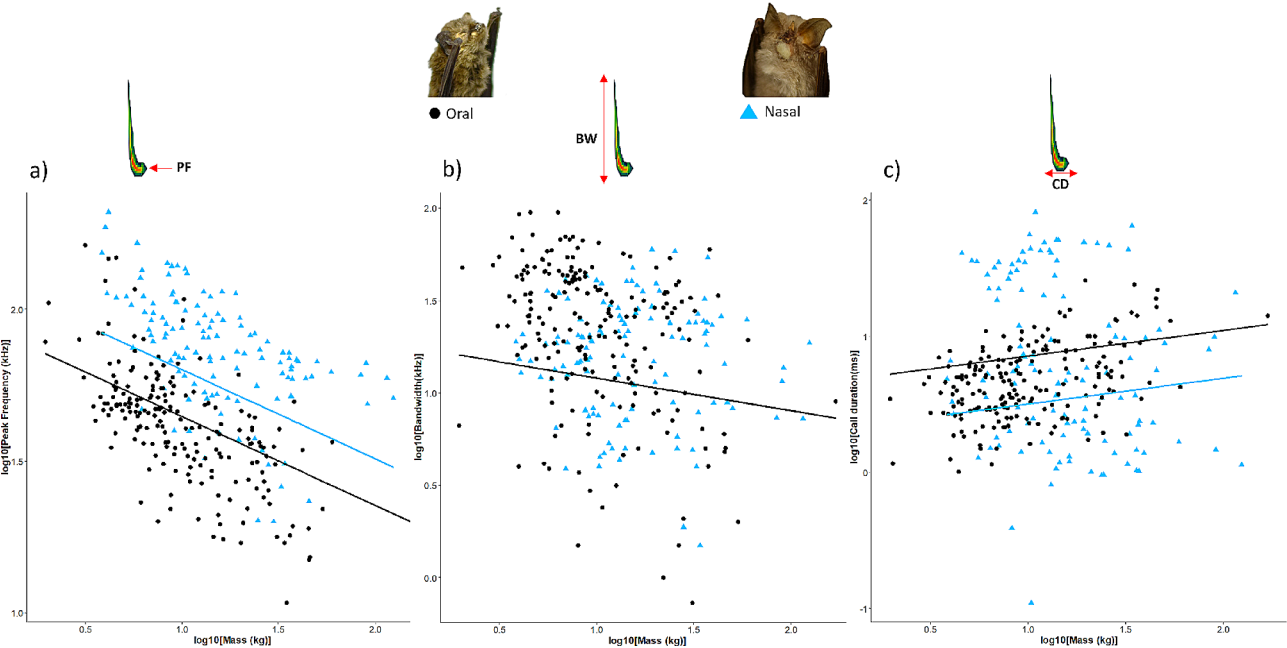 Oral
Nasal
PF
BW
CD
a)
b)
c)
log10[Peak Frequency (kHz)]
2.0
1.5
1.0
0.5
1.0
1.5
2.0
log10[Mass (kg)]
log10[Bandwidth(kHz)]
2.0
1.5
1.0
0.5
0.0
0.5
1.0
1.5
2.0
log10[Mass (kg)]
log10[Call duration(ms)]
2
1
0
-1
0.5
1.0
1.5
2.0
log10[Mass (kg)]